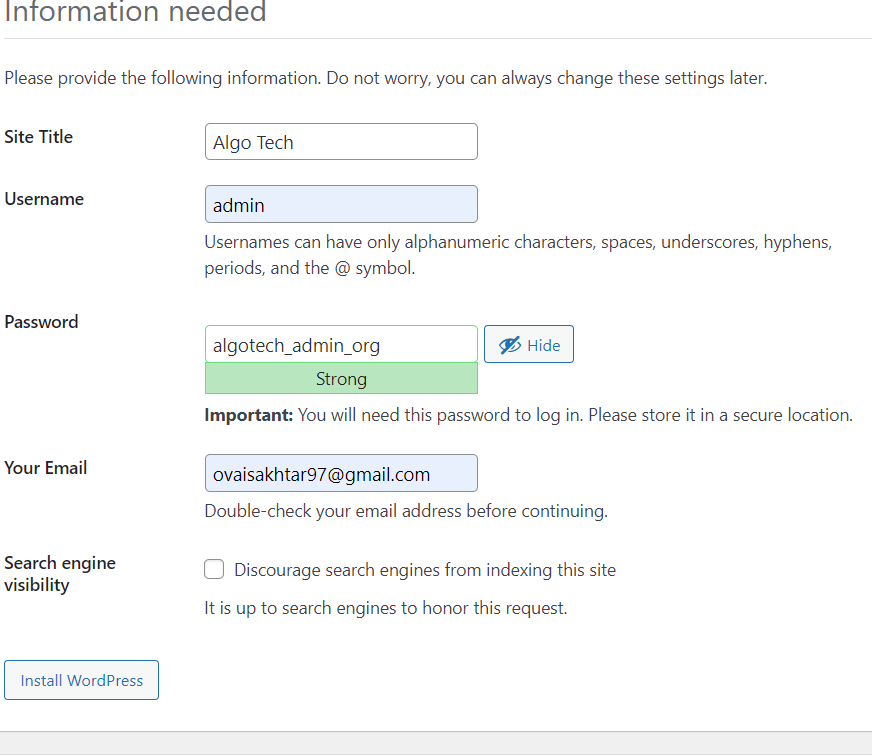 Information needed
Please provide the following information. Do not worry, you can always change these settings later.
Site Title
Algo Tech
Username
admin
Usernames can have only alphanumeric characters, spaces, underscores, hyphens,
periods, and the @ symbol.
Password
algotech_admin_org
Hide
Strong
Important: You will need this password to log in. Please store it in a secure location.
Your Email
ovaisakhtar97@gmail.com
Double-check your email address before continuing.
Search engine
visibility
Discourage search engines from indexing this site
It is up to search engines to honor this request.
Install WordPress